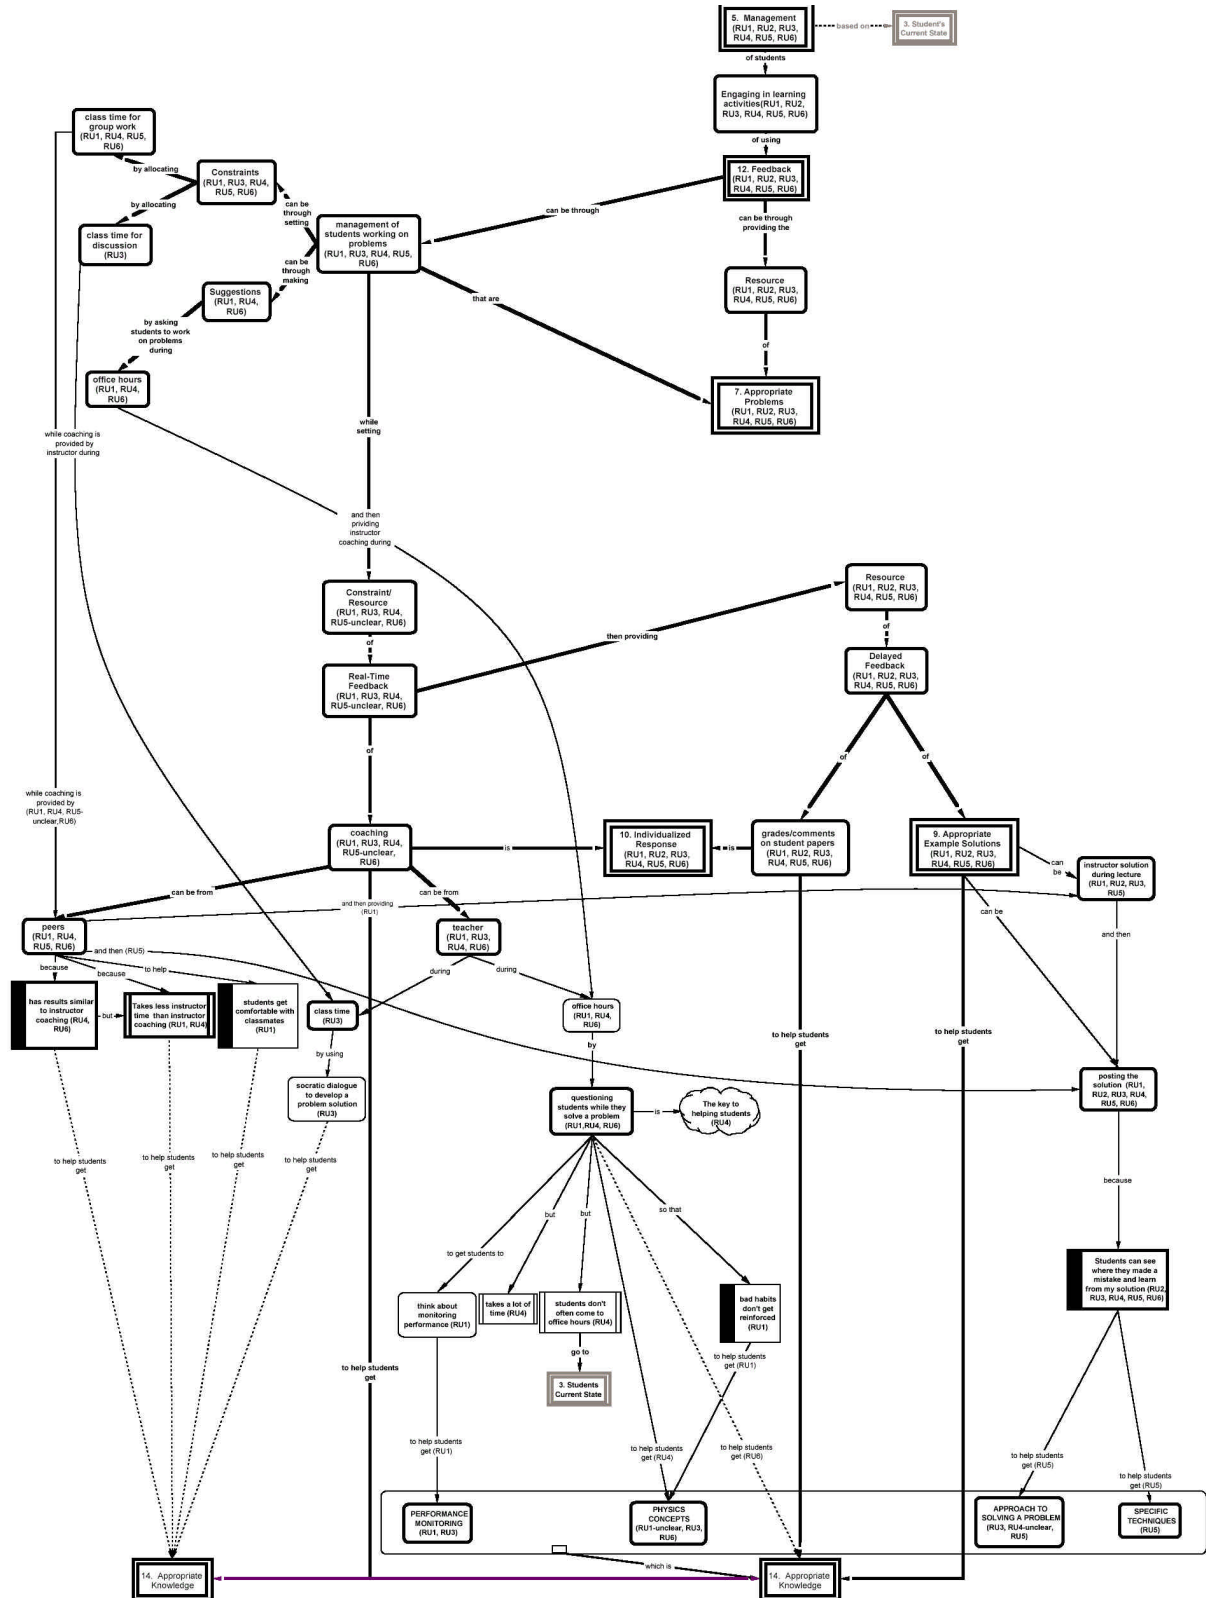 5. Management
(RU1, RU2, RU3,
RU4, RU5, RU6)
based on
3. Student's
Current State
of students
Engaging in learning
activities(RU1, RU2,
RU3, RU4, RU5, RU6)
of using
12. Feedback
(RU1, RU2, RU3,
RU4, RU5, RU6)
can be through
can be through
providing the
class time for
group work
(RU1, RU4, RU5,
RU6)
by allocating
Constraints
(RU1, RU3, RU4,
RU5, RU6)
by allocating
class time for
discussion
(RU3)
can be
through
setting
management of
students working on
problems
(RU1, RU3, RU4, RU5,
RU6)
can be
through
making
Suggestions
(RU1, RU4,
RU6)
that are
Resource
(RU1, RU2, RU3,
RU4, RU5, RU6)
of
by asking
students to work
on problems
during
office hours
(RU1, RU4,
RU6)
7. Appropriate
Problems
(RU1, RU2, RU3,
RU4, RU5, RU6)
while
setting
while coaching is
provided by
instructor during
and then
prividing
instructor
coaching during
Constraint/
Resource
(RU1, RU3, RU4,
RU5-unclear, RU6)
of
Real-Time
Feedback
(RU1, RU3, RU4,
RU5-unclear, RU6)
then providing
Resource
(RU1, RU2, RU3,
RU4, RU5, RU6)
of
Delayed
Feedback
(RU1, RU2, RU3,
RU4, RU5, RU6)
of
of
of
while coaching is
provided by
(RU1, RU4, RU5-
unclear,RU6)
coaching
(RU1, RU3, RU4,
RU5-unclear,
RU6)
is
10. Individualized
Response
(RU1, RU2, RU3,
RU4, RU5, RU6)
is
grades/comments
on student papers
(RU1, RU2, RU3,
RU4, RU5, RU6)
9. Appropriate
Example Solutions
(RU1, RU2, RU3,
RU4, RU5, RU6)
can
be
instructor solution
during lecture
(RU1, RU2, RU3,
RU5)
can be from
and then providing
(RU1)
can be from
can be
peers
(RU1, RU4,
RU5, RU6)
and then (RU5)
teacher
(RU1, RU3,
RU4, RU6)
and then
because
because
to help
during
during
has results similar
to instructor
coaching (RU4,
RU6)
but
Takes less instructor
time than instructor
coaching (RU1, RU4)
students get
comfortable with
classmates
(RU1)
class time
(RU3)
office hours
(RU1, RU4,
RU6)
by using
by
to help students
get
to help students
get
socratic dialogue
to develop a
problem solution
(RU3)
questioning
students while they
solve a problem
(RU1,RU4, RU6)
is
The key to
helping students
(RU4)
posting the
solution (RU1,
RU2, RU3, RU4,
RU5, RU6)
to help students
get
to help students
get
to help students
get
to help students
get
because
to get students to
but
but
so that
Students can see
where they made a
mistake and learn
from my solution (RU2,
RU3, RU4, RU5, RU6)
think about
monitoring
performance (RU1)
takes a lot of
time (RU4)
students don't
often come to
office hours (RU4)
bad habits
don't get
reinforced
(RU1)
go to
3. Students
Current State
to help students
get
to help students
get (RU1)
to help students
get (RU1)
to help students
get (RU4)
to help students
get (RU6)
to help students
get (RU5)
to help students
get (RU5)
PERFORMANCE
MONITORING
(RU1, RU3)
PHYSICS
CONCEPTS
(RU1-unclear, RU3,
RU6)
APPROACH TO
SOLVING A PROBLEM
(RU3, RU4-unclear,
RU5)
SPECIFIC
TECHNIQUES
(RU5)
which is
14. Appropriate
Knowledge
14. Appropriate
Knowledge